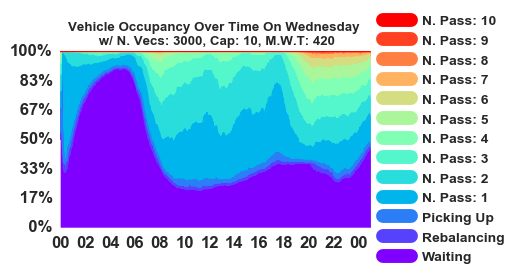 Vehicle Occupancy Over Time On Wednesday
w/ N. Vecs: 3000, Cap: 10, M.W.T: 420
100%
83%
67%
50%
33%
17%
0%
00 02 04 06 08 10 12 14 16 18 20 22 00
N. Pass: 10
N. Pass: 9
N. Pass: 8
N. Pass: 7
N. Pass: 6
N. Pass: 5
N. Pass: 4
N. Pass: 3
N. Pass: 2
N. Pass: 1
Picking Up
Rebalancing
Waiting